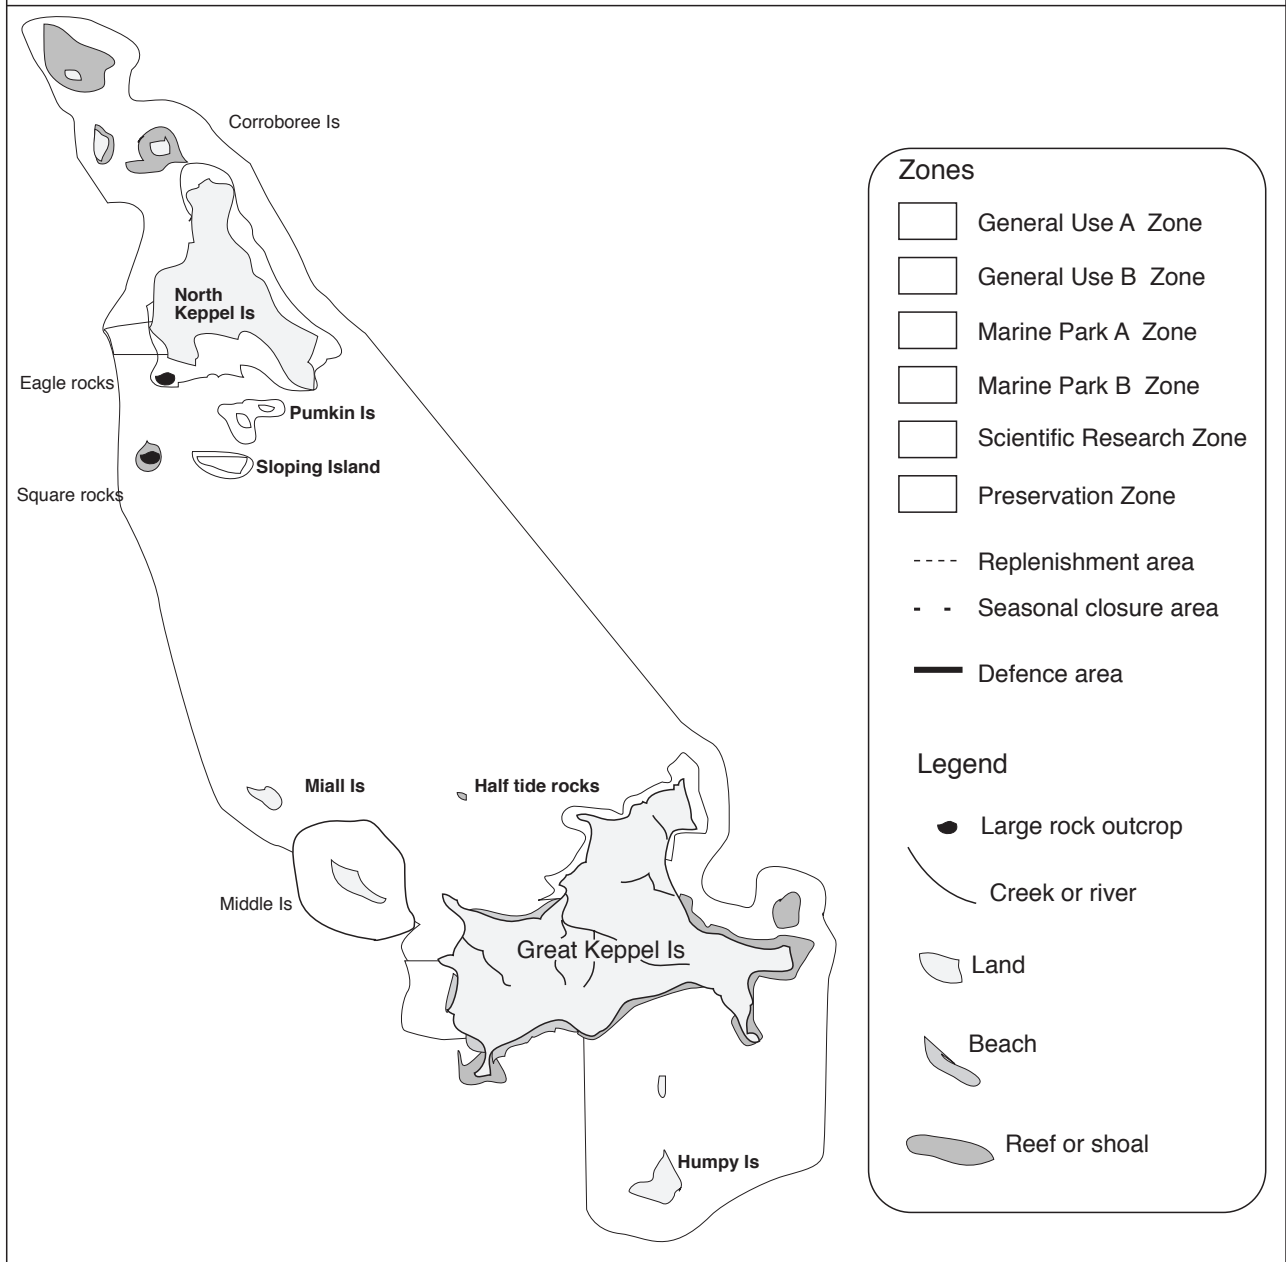 Corroboree Is
North
Keppel Is
Eagle rocks
Pumkin Is
Sloping Island
Square rocks
Miall Is
Half tide rocks
Middle Is
Great Keppel Is
Humpy Is
Zones
General Use A Zone
General Use B Zone
Marine Park A Zone
Marine Park B Zone
Scientific Research Zone
Preservation Zone
Replenishment area
Seasonal closure area
Defence area
Legend
Large rock outcrop
Creek or river
Land
Beach
Reef or shoal